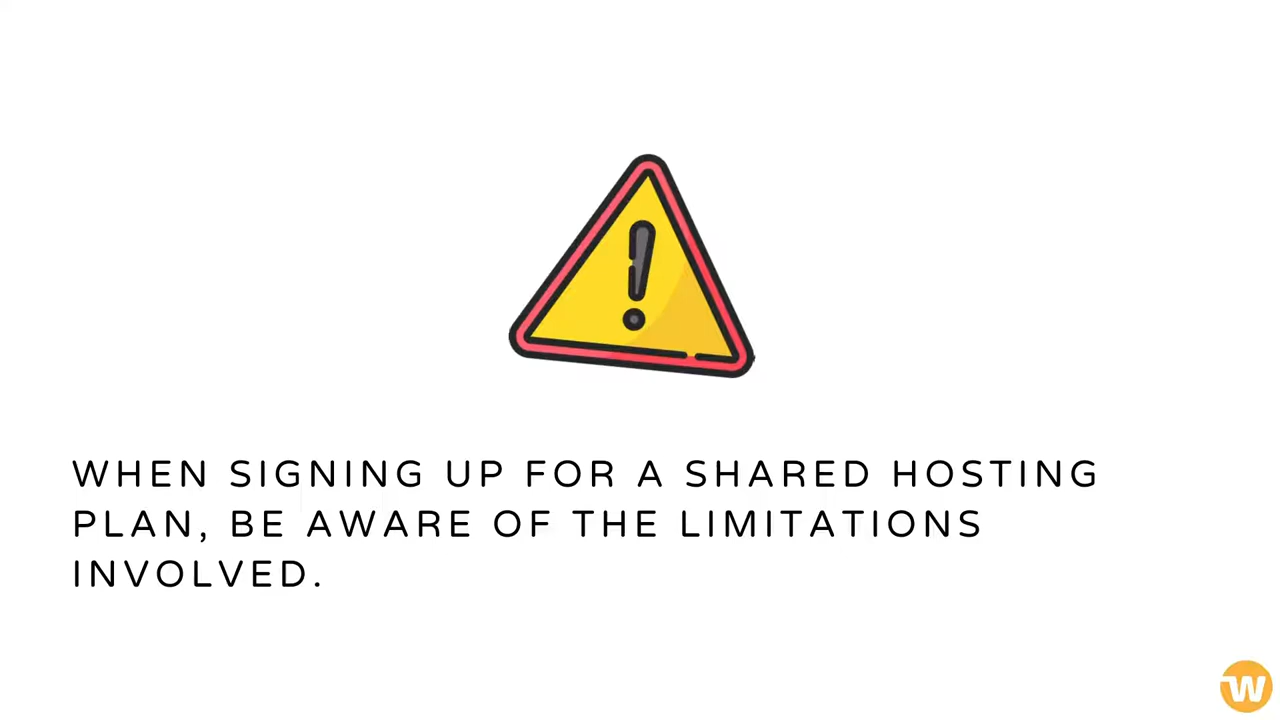 WHEN SIGNING UP FOR A SHARED HOSTING
PLAN, BE AWARE OF THE LIMITATIONS
INVOLVED.
W